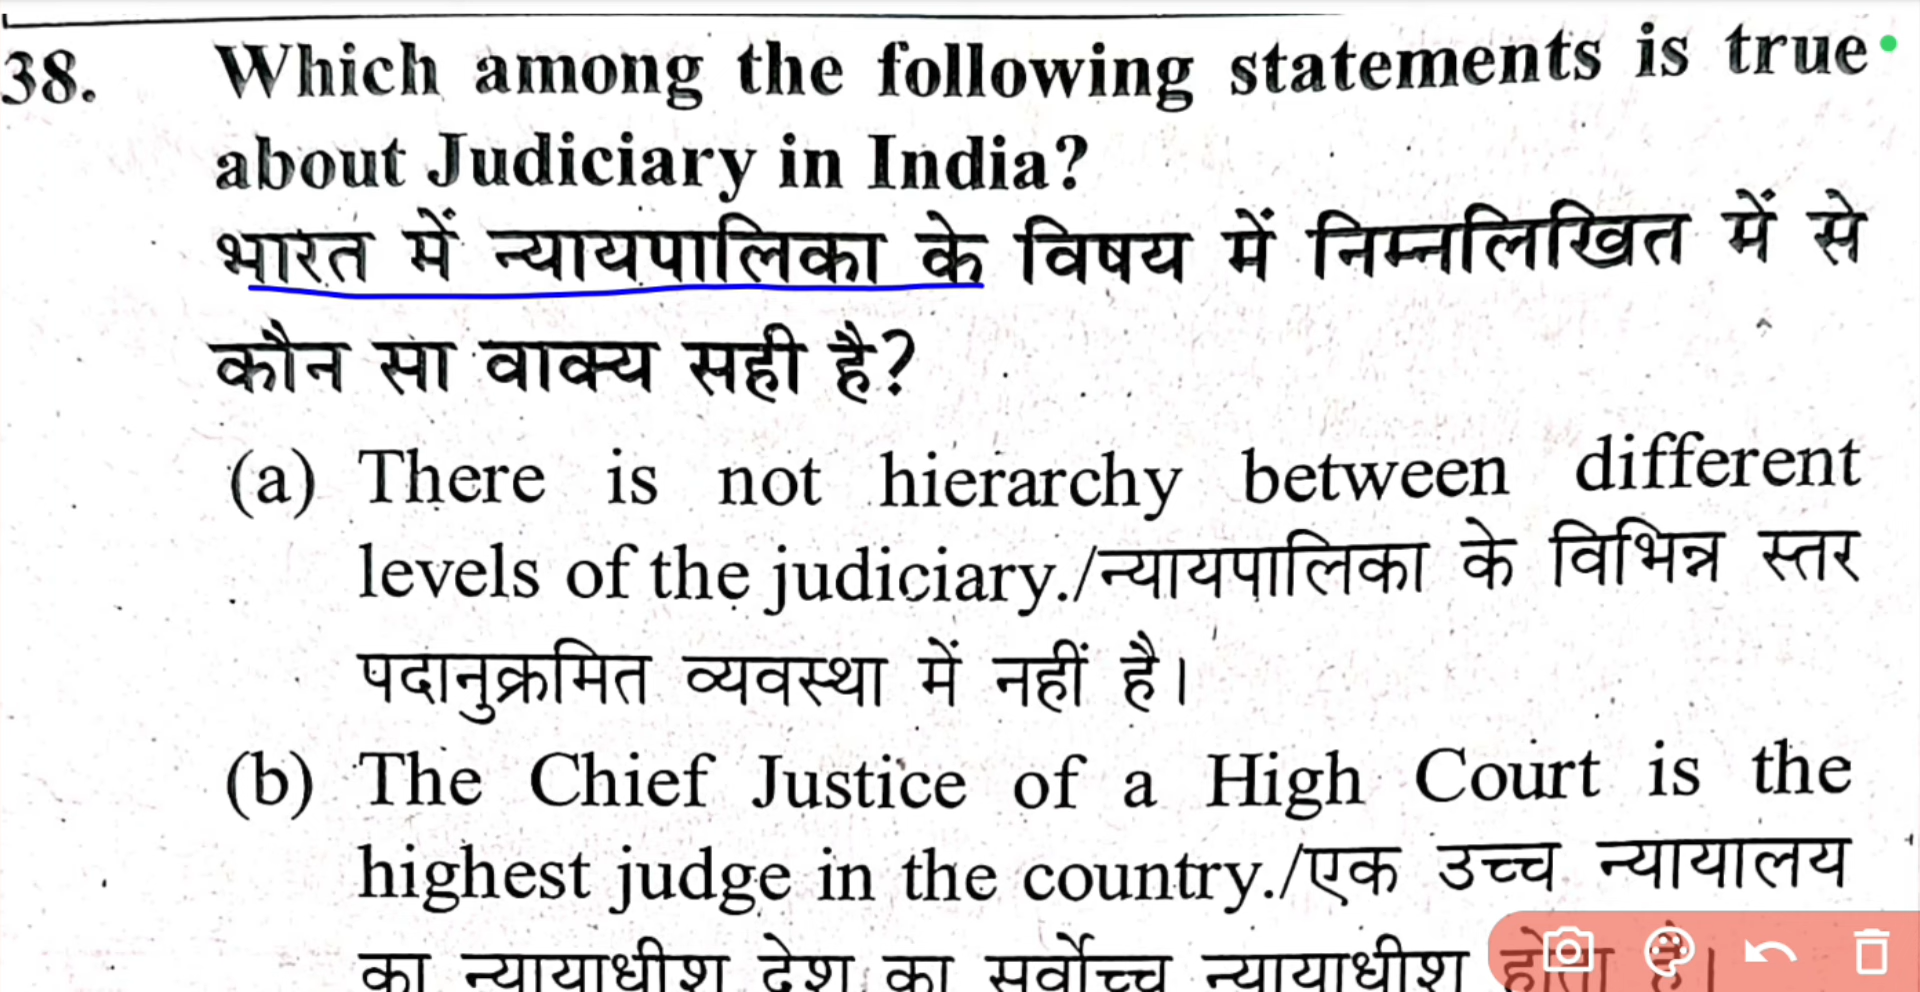 38. Which among the following statements is true
about Judiciary in India?
भारत में न्यायपालिका के विषय में निम्नलिखित में से
कौन सा वाक्य सही है?
(a) There is not hierarchy between different
levels of the judiciary./न्यायपालिका के विभिन्न स्तर
पदानुक्रमित व्यवस्था में नहीं है।
(b) The Chief Justice of a High Court is the
highest judge in the country./एक उच्च न्यायालय
का न्यायाधीश देश का सर्वोच्च न्यायाधीश होता है।